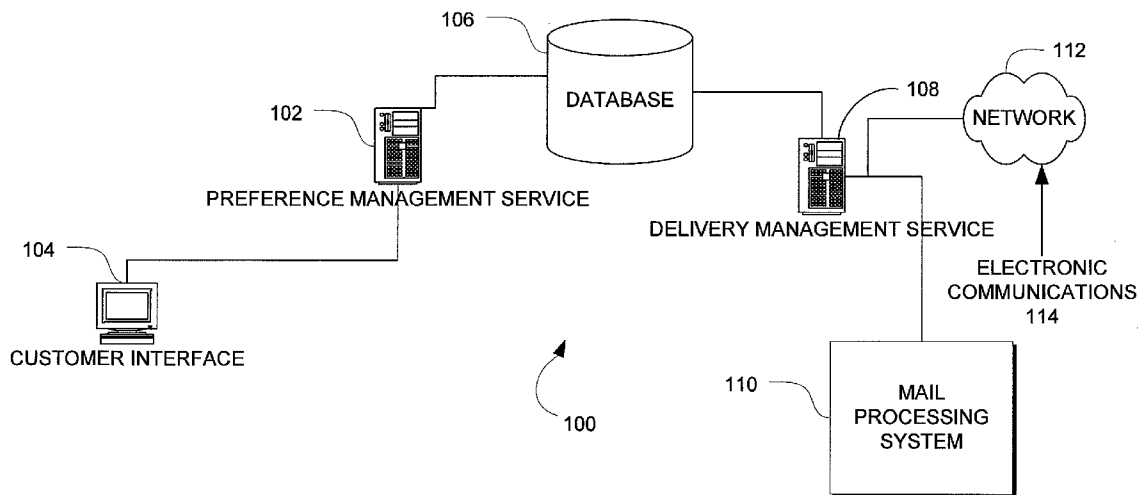 106
112
DATABASE
108
NETWORK
102
PREFERENCE MANAGEMENT SERVICE
DELIVERY MANAGEMENT SERVICE
104
ELECTRONIC
COMMUNICATIONS
114
CUSTOMER INTERFACE
110
MAIL
PROCESSING
SYSTEM
100